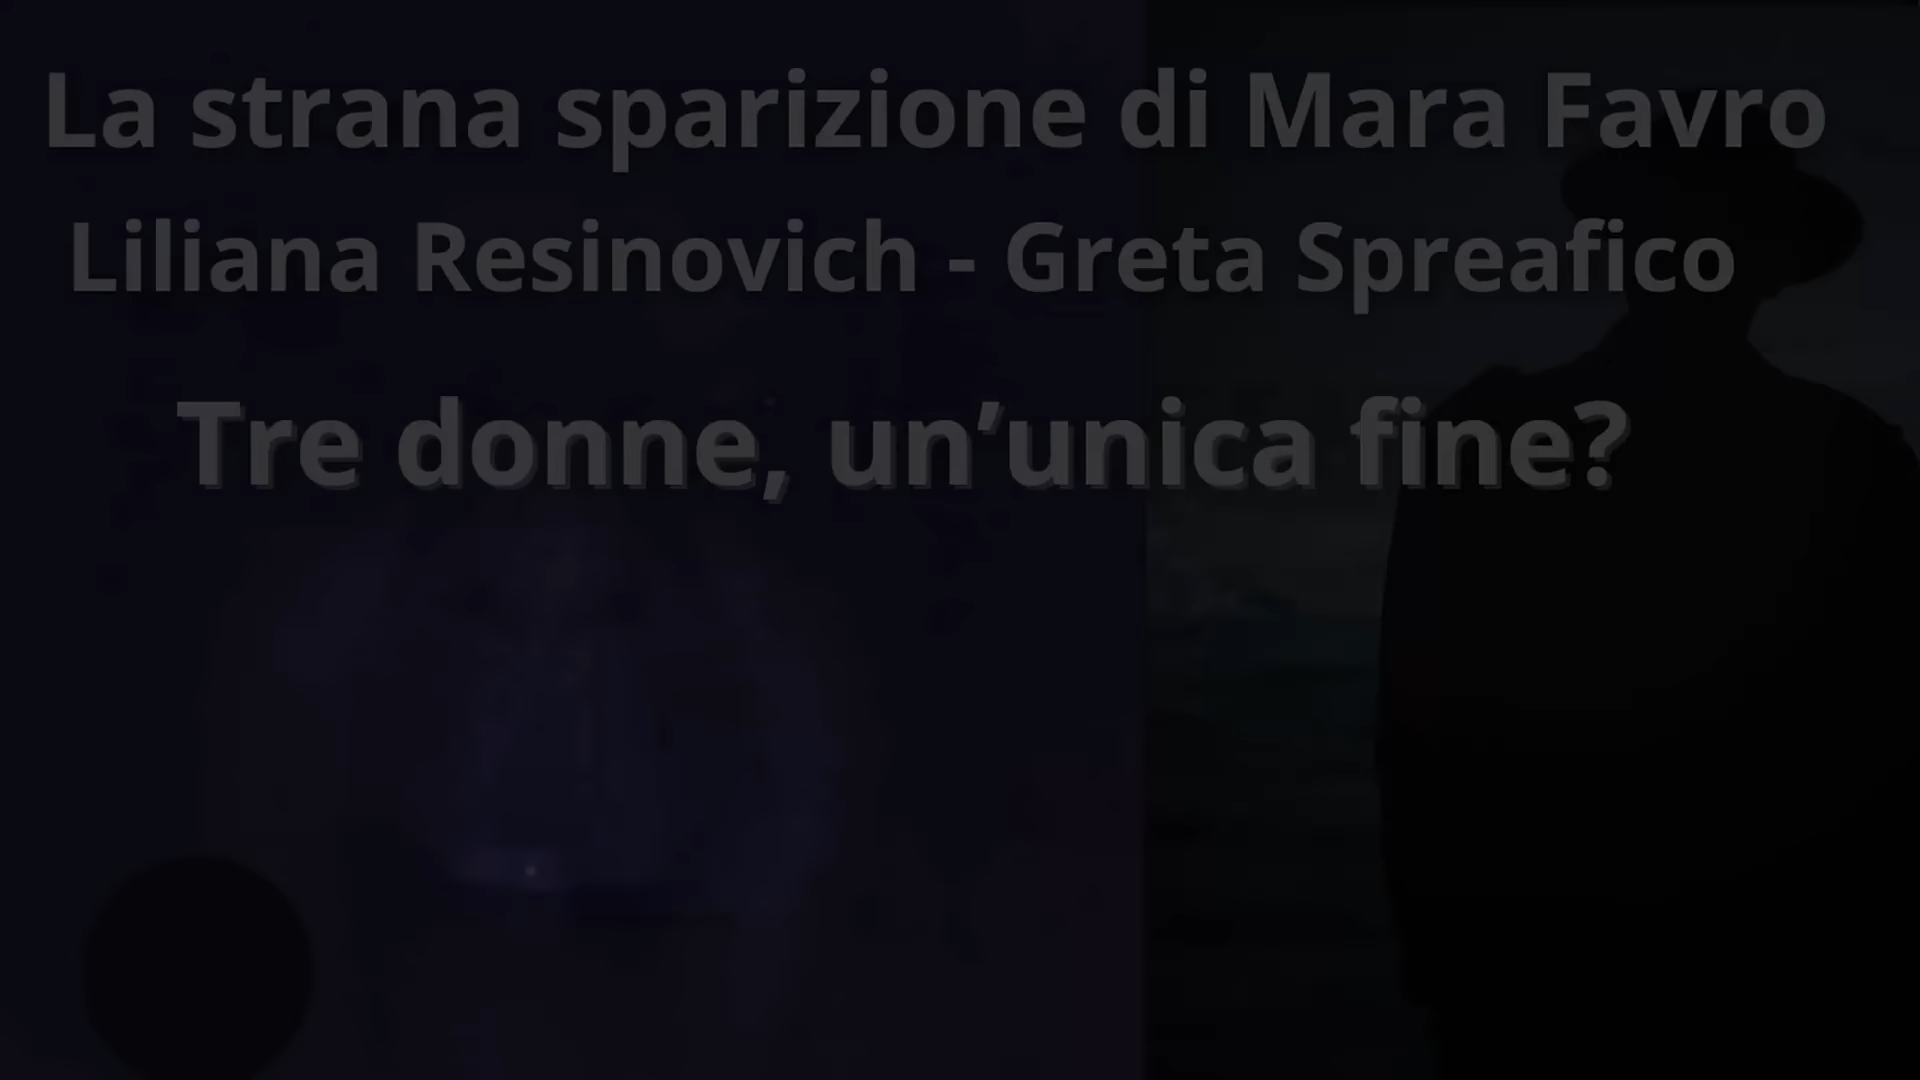 La strana sparizione di Mara Favro
Liliana Resinovich - Greta Spreafico
Tre donne, un’unica fine?